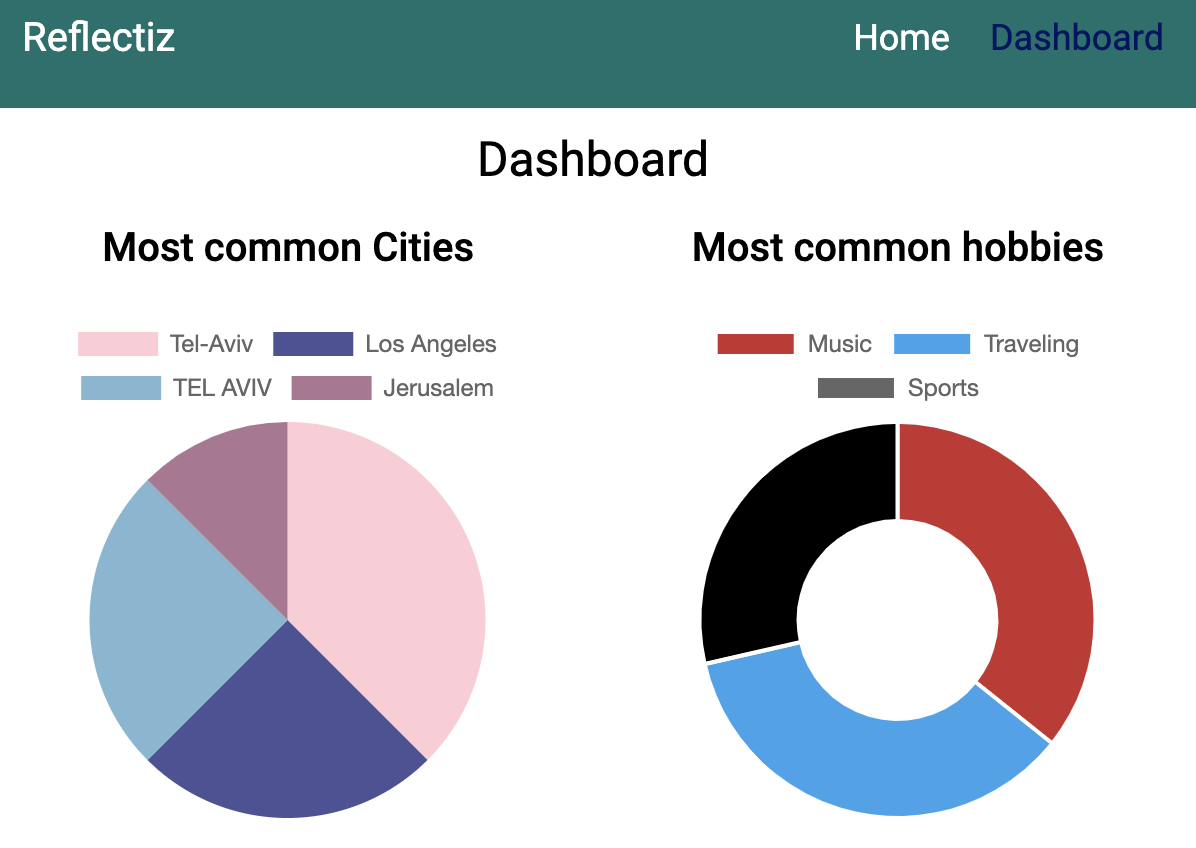 Reflectiz
Home Dashboard
Dashboard
Most common Cities
Tel-Aviv Los Angeles
TEL AVIV Jerusalem
Most common hobbies
Music Traveling
Sports